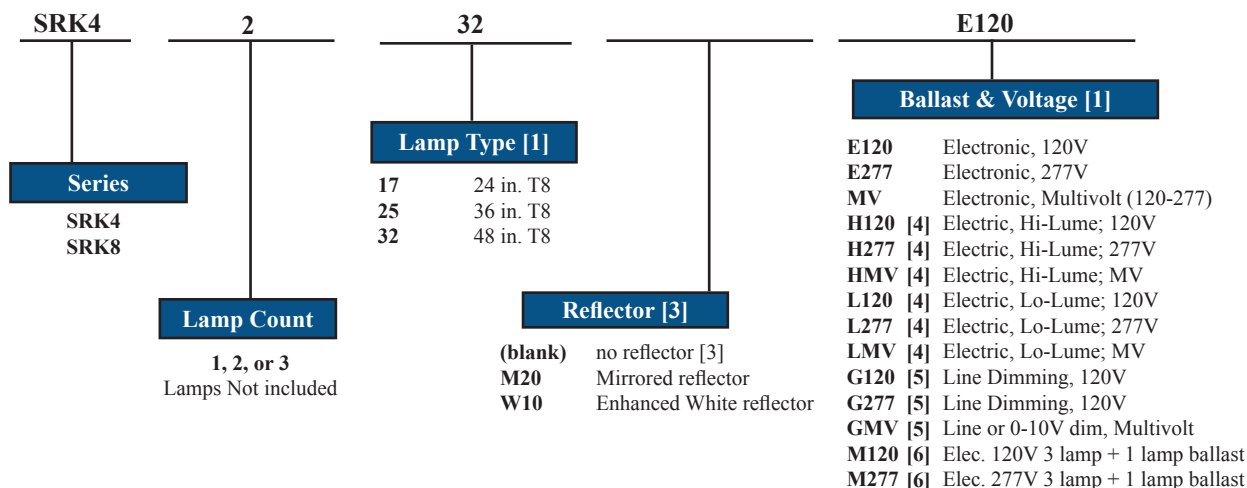 SRK4 2 32 E120
Series
SRK4
SRK8
Lamp Count
1, 2, or 3
Lamps Not included
Lamp Type [1]
17 24 in. T8
25 36 in. T8
32 48 in. T8
Reflector [3]
(blank) no reflector [3]
M20 Mirrored reflector
W10 Enhanced White reflector
Ballast & Voltage [1]
E120 Electronic, 120V
E277 Electronic, 277V
MV Electronic, Multivolt (120-277)
H120 [4] Electric, Hi-Lume; 120V
H277 [4] Electric, Hi-Lume; 277V
HMV [4] Electric, Hi-Lume; MV
L120 [4] Electric, Lo-Lume; 120V
L277 [4] Electric, Lo-Lume; 277V
LMV [4] Electric, Lo-Lume; MV
G120 [5] Line Dimming, 120V
G277 [5] Line Dimming, 120V
GMV [5] Line or 0-10V dim, Multivolt
M120 [6] Elec. 120V 3 lamp + 1 lamp ballast
M277 [6] Elec. 277V 3 lamp + 1 lamp ballast